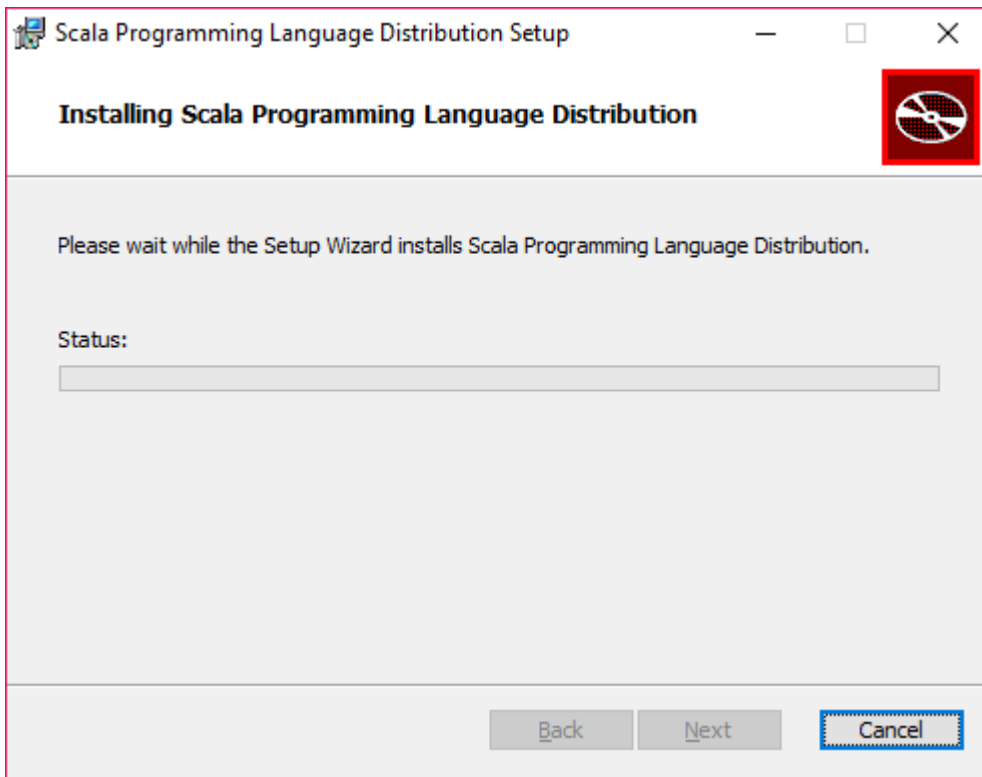 Scala Programming Language Distribution Setup
Installing Scala Programming Language Distribution
Please wait while the Setup Wizard installs Scala Programming Language Distribution.
Status:
Back Next Cancel